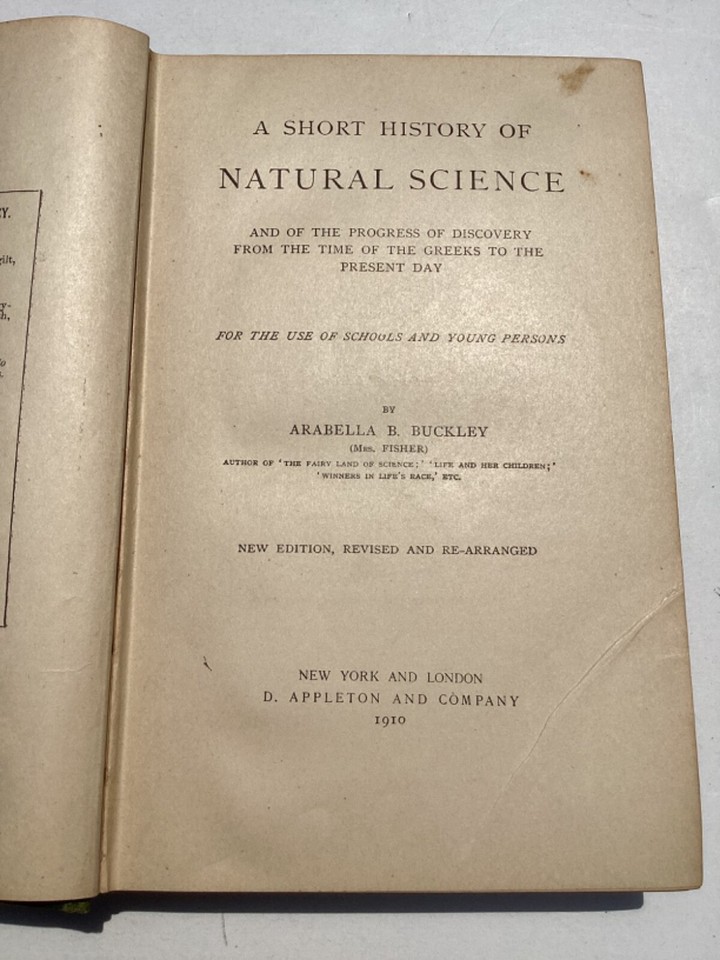 EY.
gilt,
A SHORT HISTORY OF
NATURAL SCIENCE
AND OF THE PROGRESS OF DISCOVERY
FROM THE TIME OF THE GREEKS TO THE
PRESENT DAY
FOR THE USE OF SCHOOLS AND YOUNG PERSONS
BY
ARABELLA B. BUCKLEY
(MRS. FISHER)
AUTHOR OF 'THE FAIRY LAND OF SCIENCE;' 'LIFE AND HER CHILDREN;'
'WINNERS IN LIFE'S RACE,' ETC.
NEW EDITION, REVISED AND RE-ARRANGED
NEW YORK AND LONDON
D. APPLETON AND COMPANY
1910